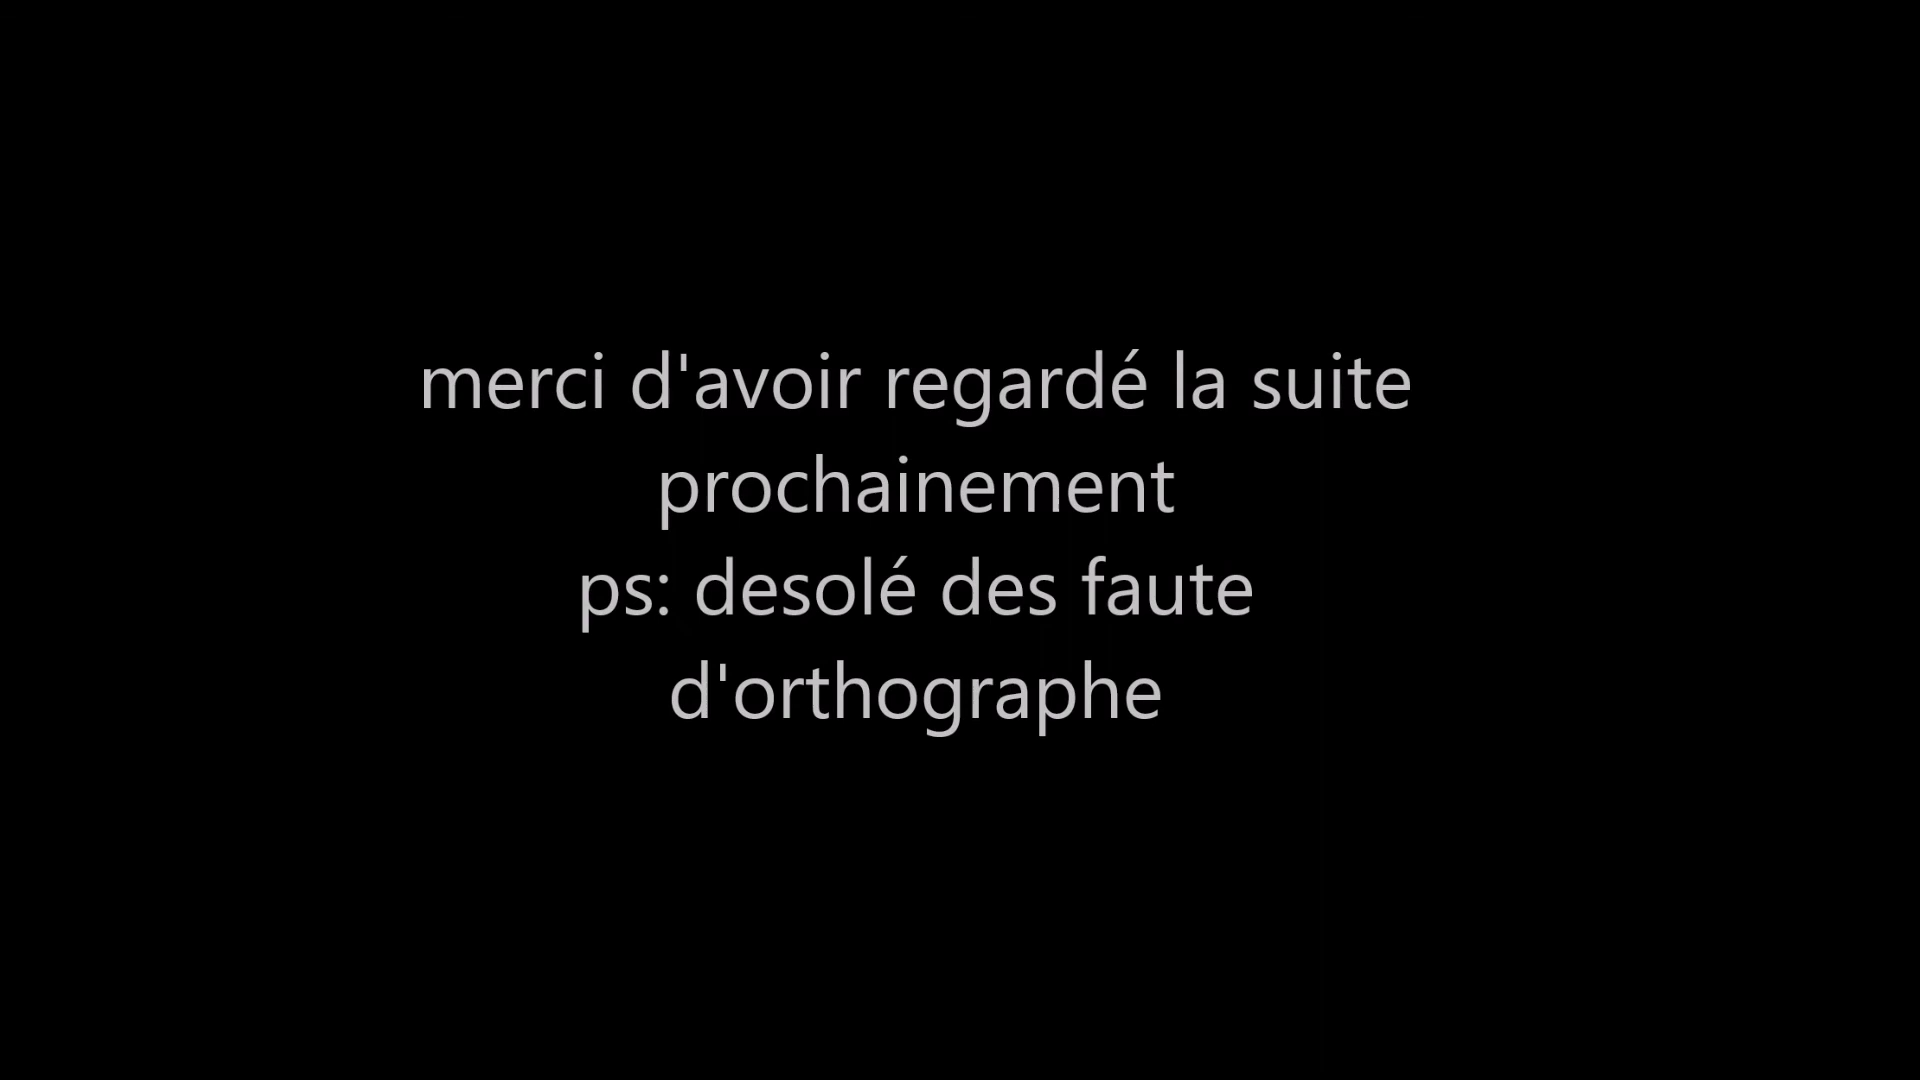 merci d'avoir regardé la suite
prochainement
ps: desolé des faute
d'orthographe